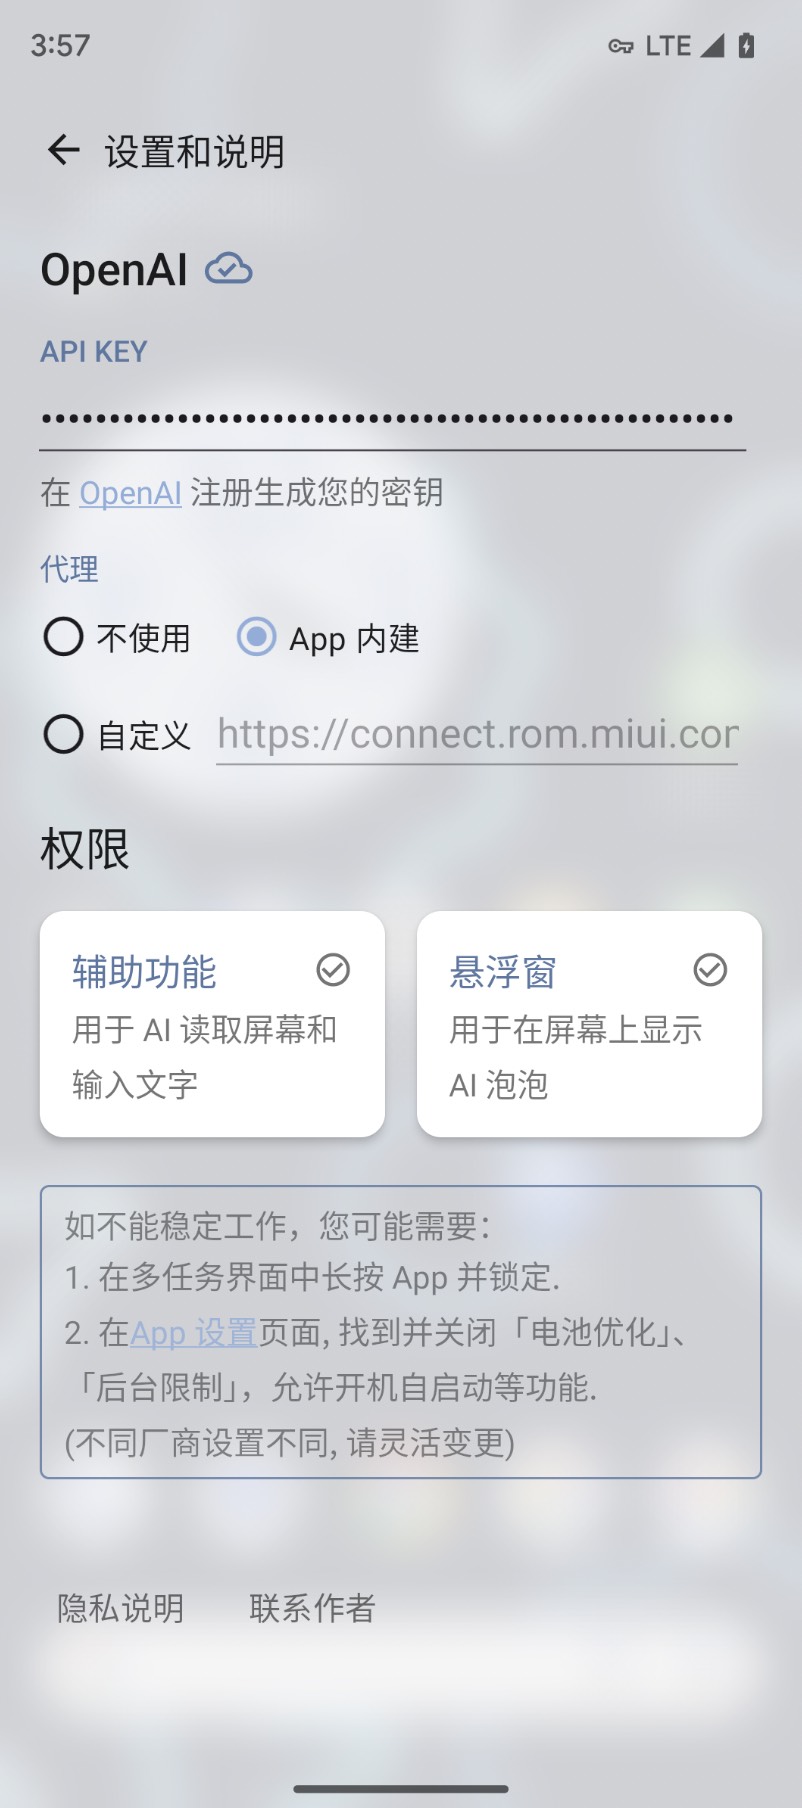 3:57
LTE
设置和说明
OpenAI
API KEY
••••••••••••••••••••••••••••••••••••••••••••••••••• 
在 OpenAI 注册生成您的密钥
代理
不使用
App 内建
自定义
https://connect.rom.miui.com
权限
辅助功能
用于 AI 读取屏幕和
输入文字
悬浮窗
用于在屏幕上显示
AI 泡泡
如不能稳定工作，您可能需要：
1. 在多任务界面中长按 App 并锁定.
2. 在App 设置页面, 找到并关闭「电池优化」、
「后台限制」，允许开机自启动等功能.
(不同厂商设置不同, 请灵活变更)
隐私说明
联系作者